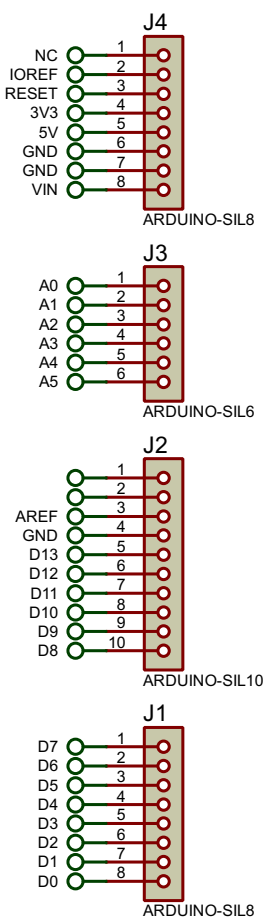 J4
NC 1
IOREF 2
RESET 3
3V3 4
5V 5
GND 6
GND 7
VIN 8
ARDUINO-SIL8
J3
A0 1
A1 2
A2 3
A3 4
A4 5
A5 6
ARDUINO-SIL6
J2
1
2
AREF 3
GND 4
D13 5
D12 6
D11 7
D10 8
D9 9
D8 10
ARDUINO-SIL10
J1
D7 1
D6 2
D5 3
D4 4
D3 5
D2 6
D1 7
D0 8
ARDUINO-SIL8